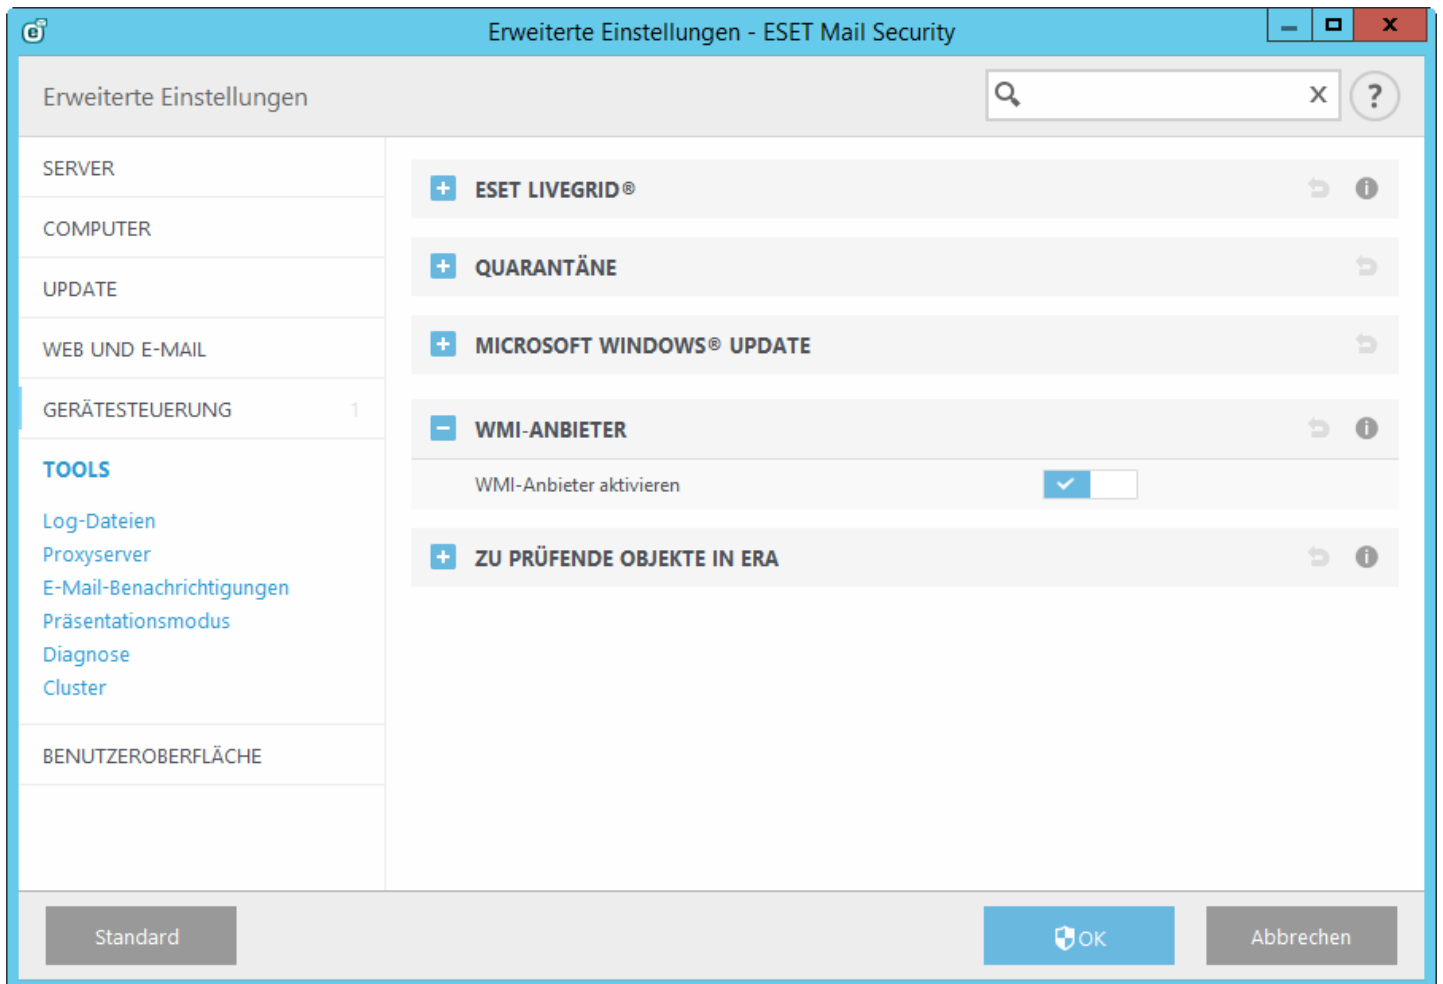 Erweiterte Einstellungen - ESET Mail Security
Erweiterte Einstellungen
SERVER
COMPUTER
UPDATE
WEB UND E-MAIL
GERÄTESTEUERUNG 1
TOOLS
Log-Dateien
Proxyserver
E-Mail-Benachrichtigungen
Präsentationsmodus
Diagnose
Cluster
BENUTZEROBERFLÄCHE
ESET LIVEGRID®
QUARANTÄNE
MICROSOFT WINDOWS® UPDATE
WMI-ANBIETER
WMI-Anbieter aktivieren
ZU PRÜFENDE OBJEKTE IN ERA
Standard
OK
Abbrechen